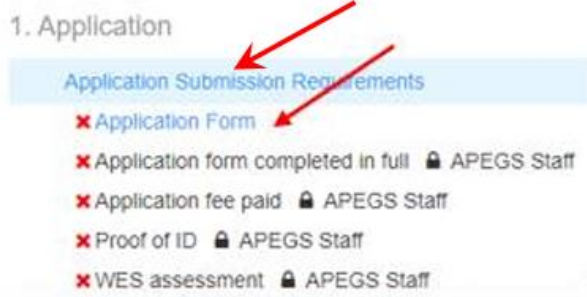 1. Application
Application Submission Requirements
Application Form
Application form completed in full APEGS Staff
Application fee paid APEGS Staff
Proof of ID APEGS Staff
WES assessment APEGS Staff